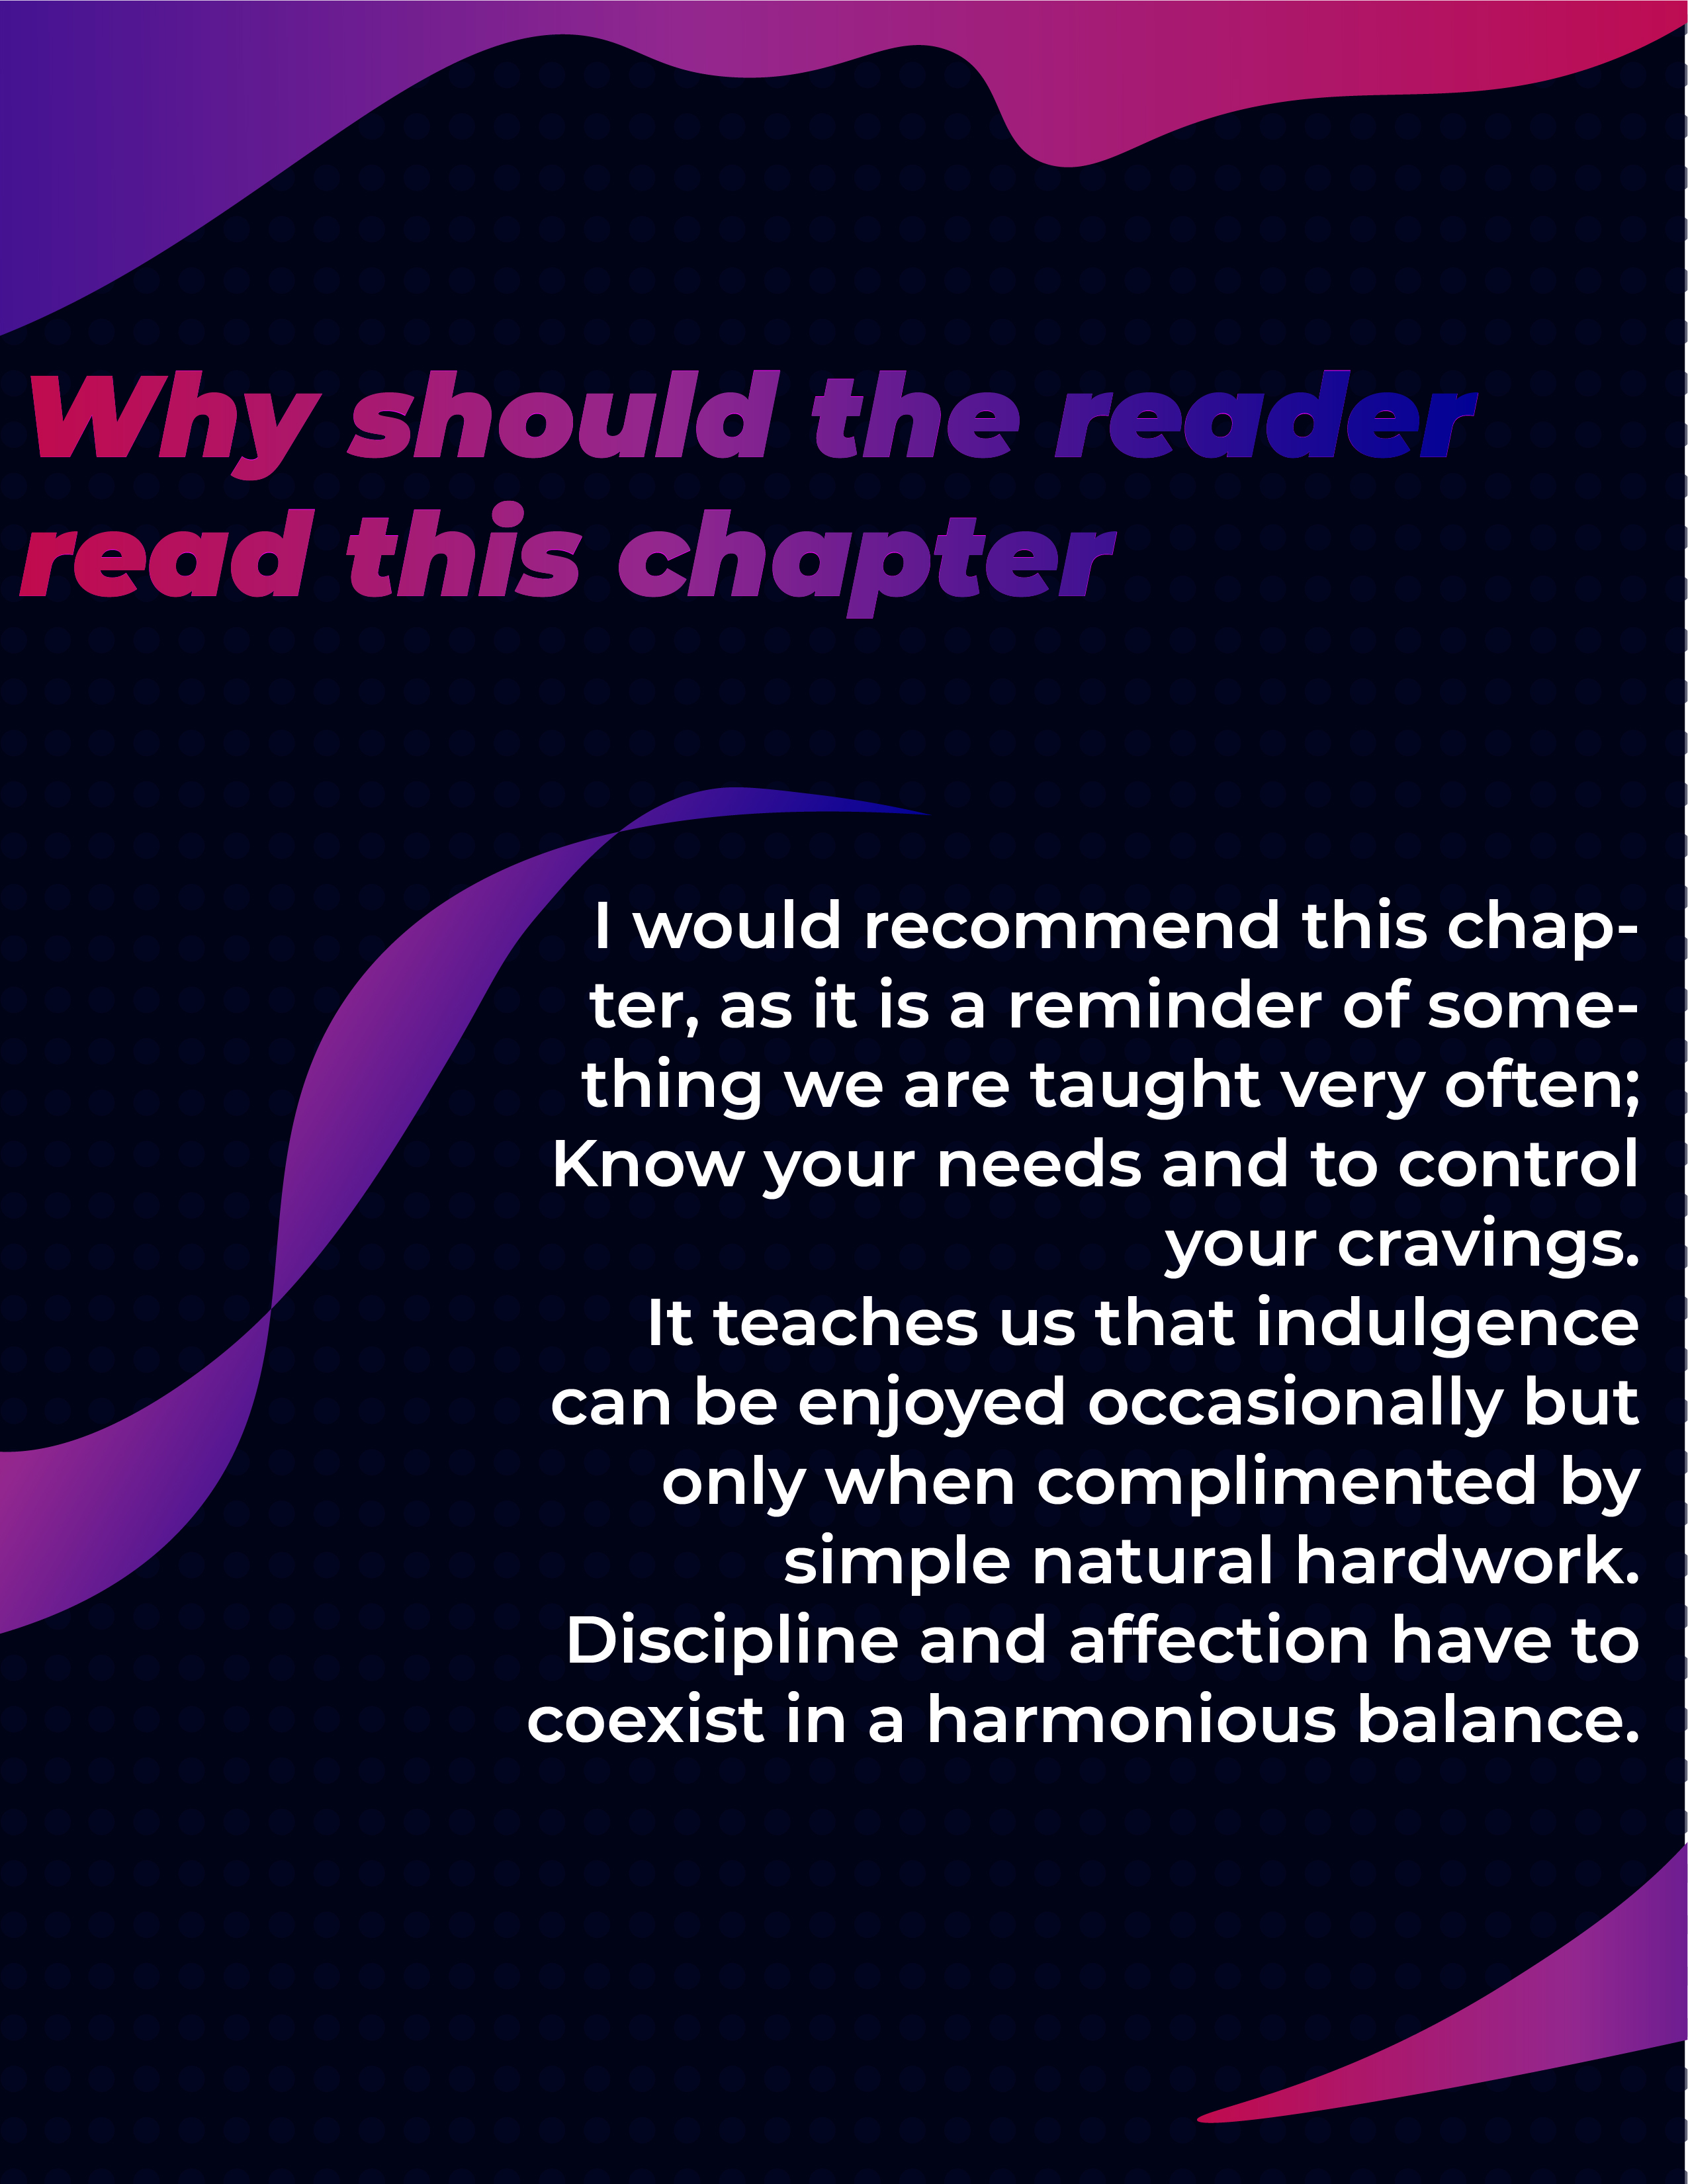 Why should the reader
read this chapter
I would recommend this chap-
ter, as it is a reminder of some-
thing we are taught very often;
Know your needs and to control
your cravings.
It teaches us that indulgence
can be enjoyed occasionally but
only when complimented by
simple natural hardwork.
Discipline and affection have to
coexist in a harmonious balance.